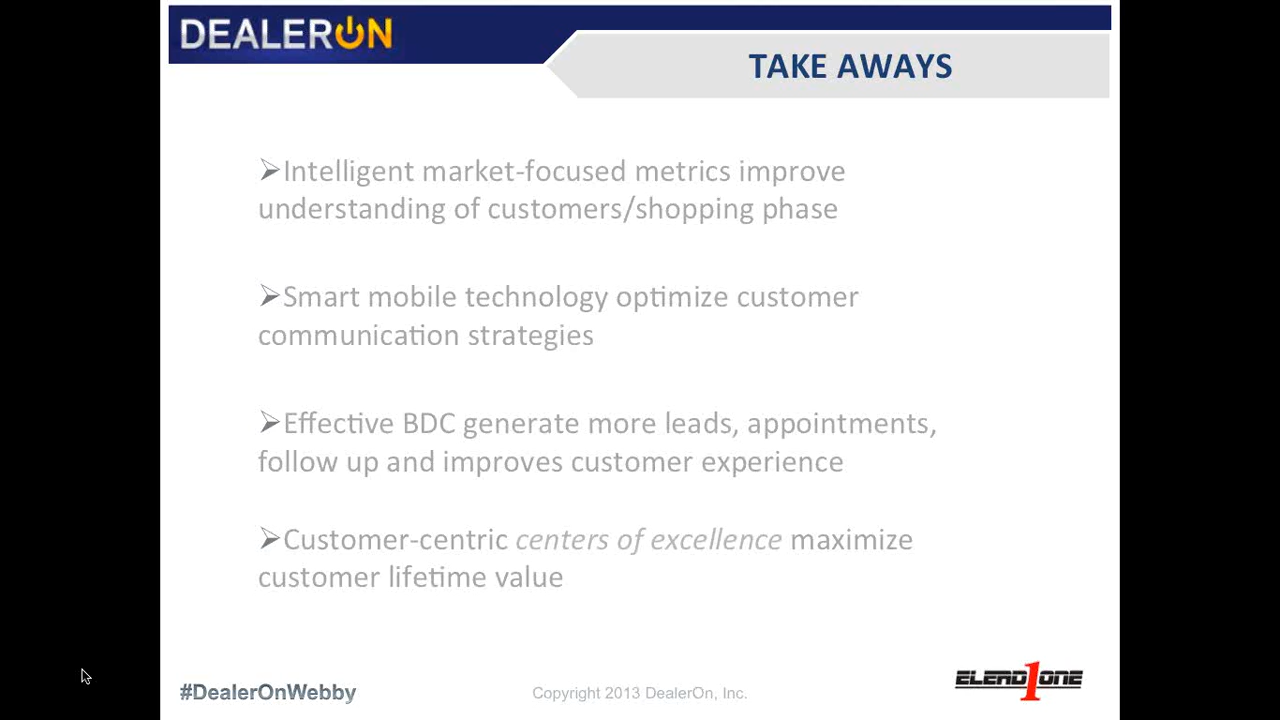 DEALERON
TAKE AWAYS
➢Intelligent market-focused metrics improve
understanding of customers/shopping phase
➢Smart mobile technology optimize customer
communication strategies
➢Effective BDC generate more leads, appointments,
follow up and improves customer experience
➢Customer-centric centers of excellence maximize
customer lifetime value
#DealerOnWebby
Copyright 2013 DealerOn, Inc.
ELEAD1ONE